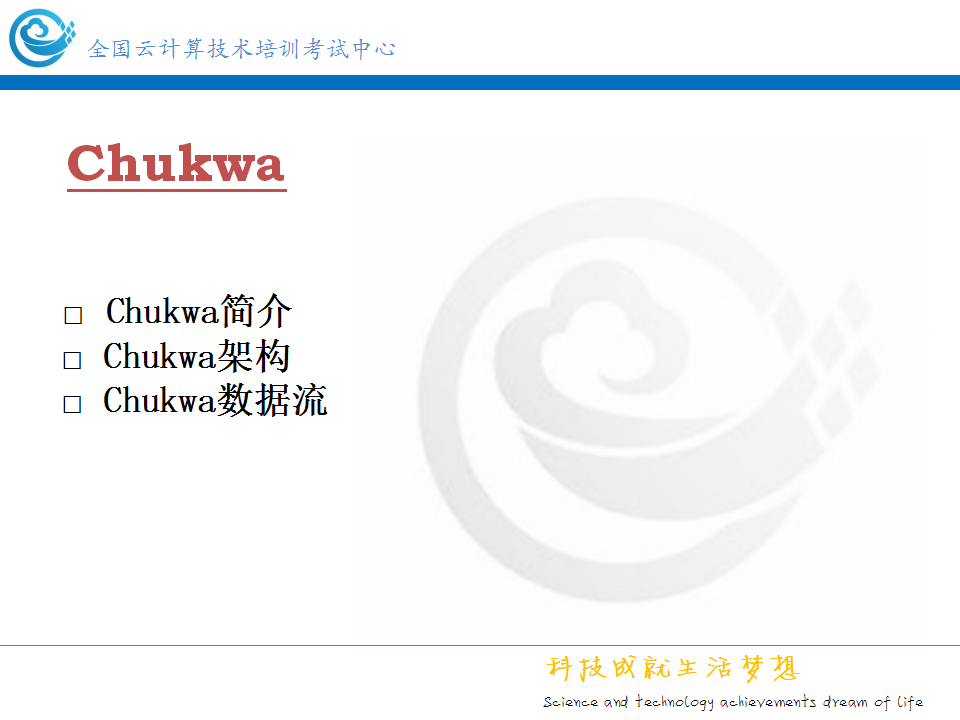 全国云计算技术培训考试中心
Chukwa
□ Chukwa简介
□ Chukwa架构
□ Chukwa数据流
科技成就生活梦想
Science and technology achievements dream of life